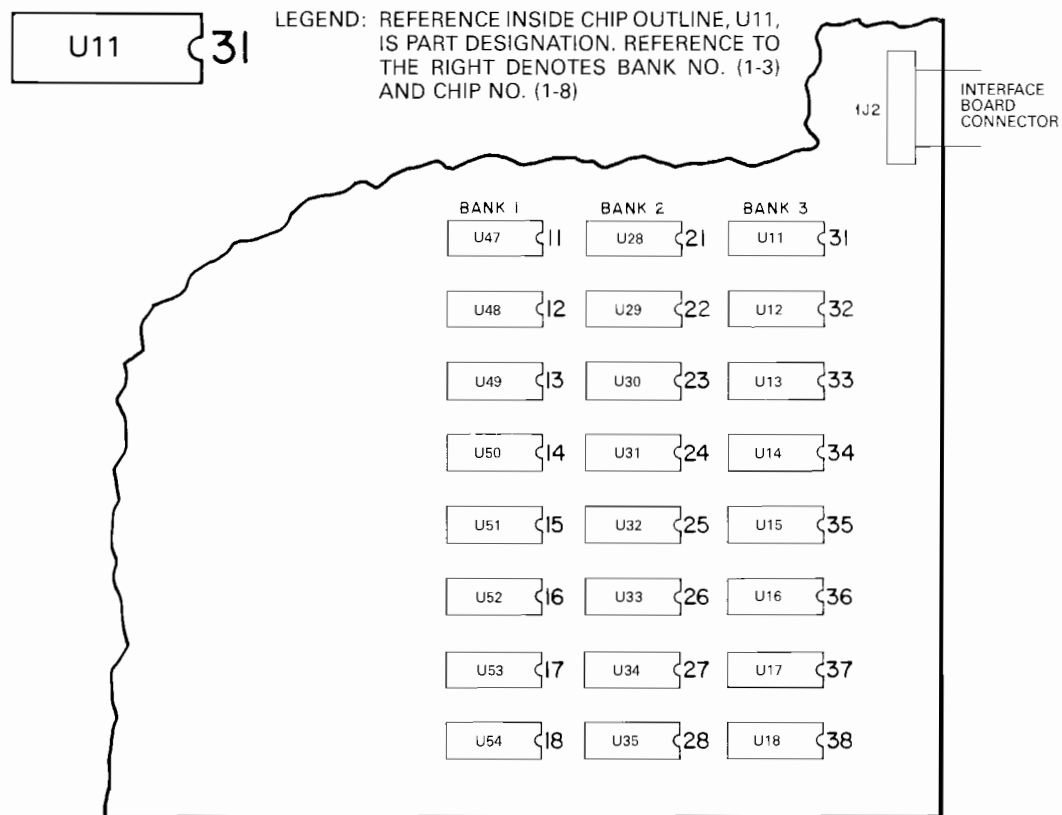 U11 31
LEGEND: REFERENCE INSIDE CHIP OUTLINE, U11,
IS PART DESIGNATION. REFERENCE TO
THE RIGHT DENOTES BANK NO. (1-3)
AND CHIP NO. (1-8)
1J2
INTERFACE
BOARD
CONNECTOR
BANK 1 BANK 2 BANK 3
U47 11 U28 21 U11 31
U48 12 U29 22 U12 32
U49 13 U30 23 U13 33
U50 14 U31 24 U14 34
U51 15 U32 25 U15 35
U52 16 U33 26 U16 36
U53 17 U34 27 U17 37
U54 18 U35 28 U18 38